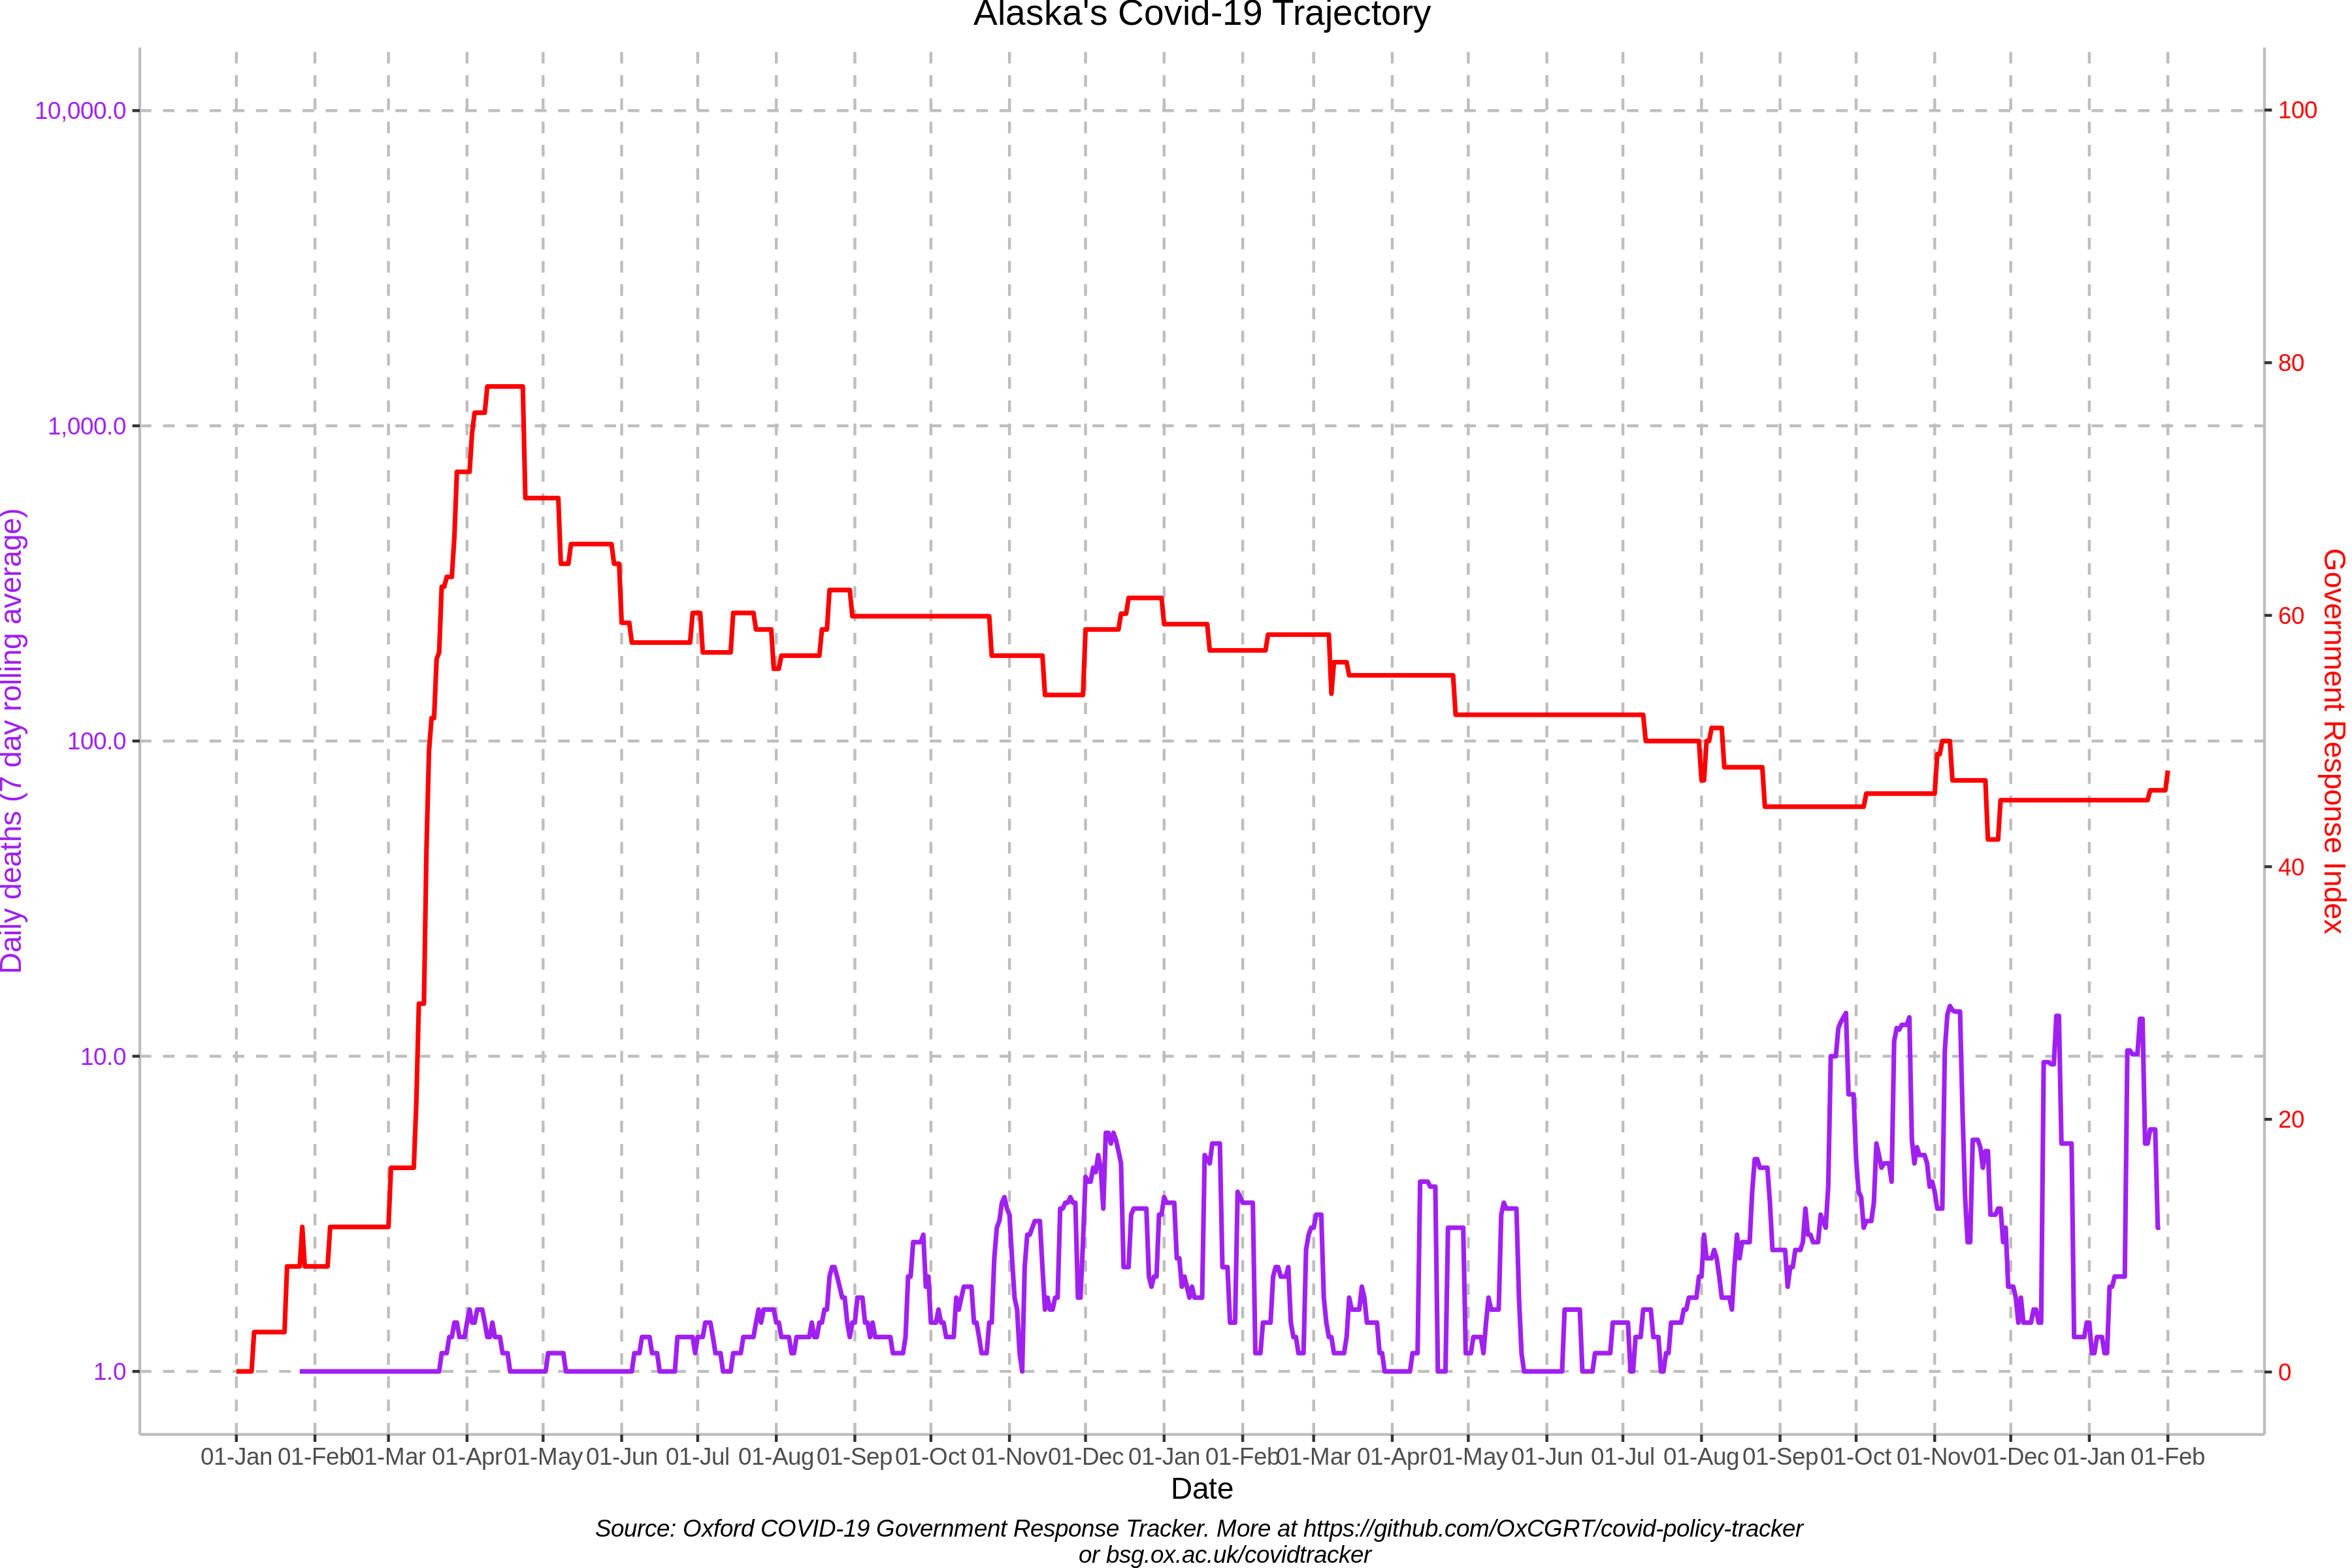 Alaska's Covid-19 Trajectory
10,000.0
1,000.0
100.0
10.0
1.0
Daily deaths (7 day rolling average)
100
80
60
40
20
0
Government Response Index
01-Jan 01-Feb 01-Mar 01-Apr 01-May 01-Jun 01-Jul 01-Aug 01-Sep 01-Oct 01-Nov 01-Dec 01-Jan 01-Feb 01-Mar 01-Apr 01-May 01-Jun 01-Jul 01-Aug 01-Sep 01-Oct 01-Nov 01-Dec 01-Jan 01-Feb
Date
Source: Oxford COVID-19 Government Response Tracker. More at https://github.com/OxCGRT/covid-policy-tracker
or bsg.ox.ac.uk/covidtracker